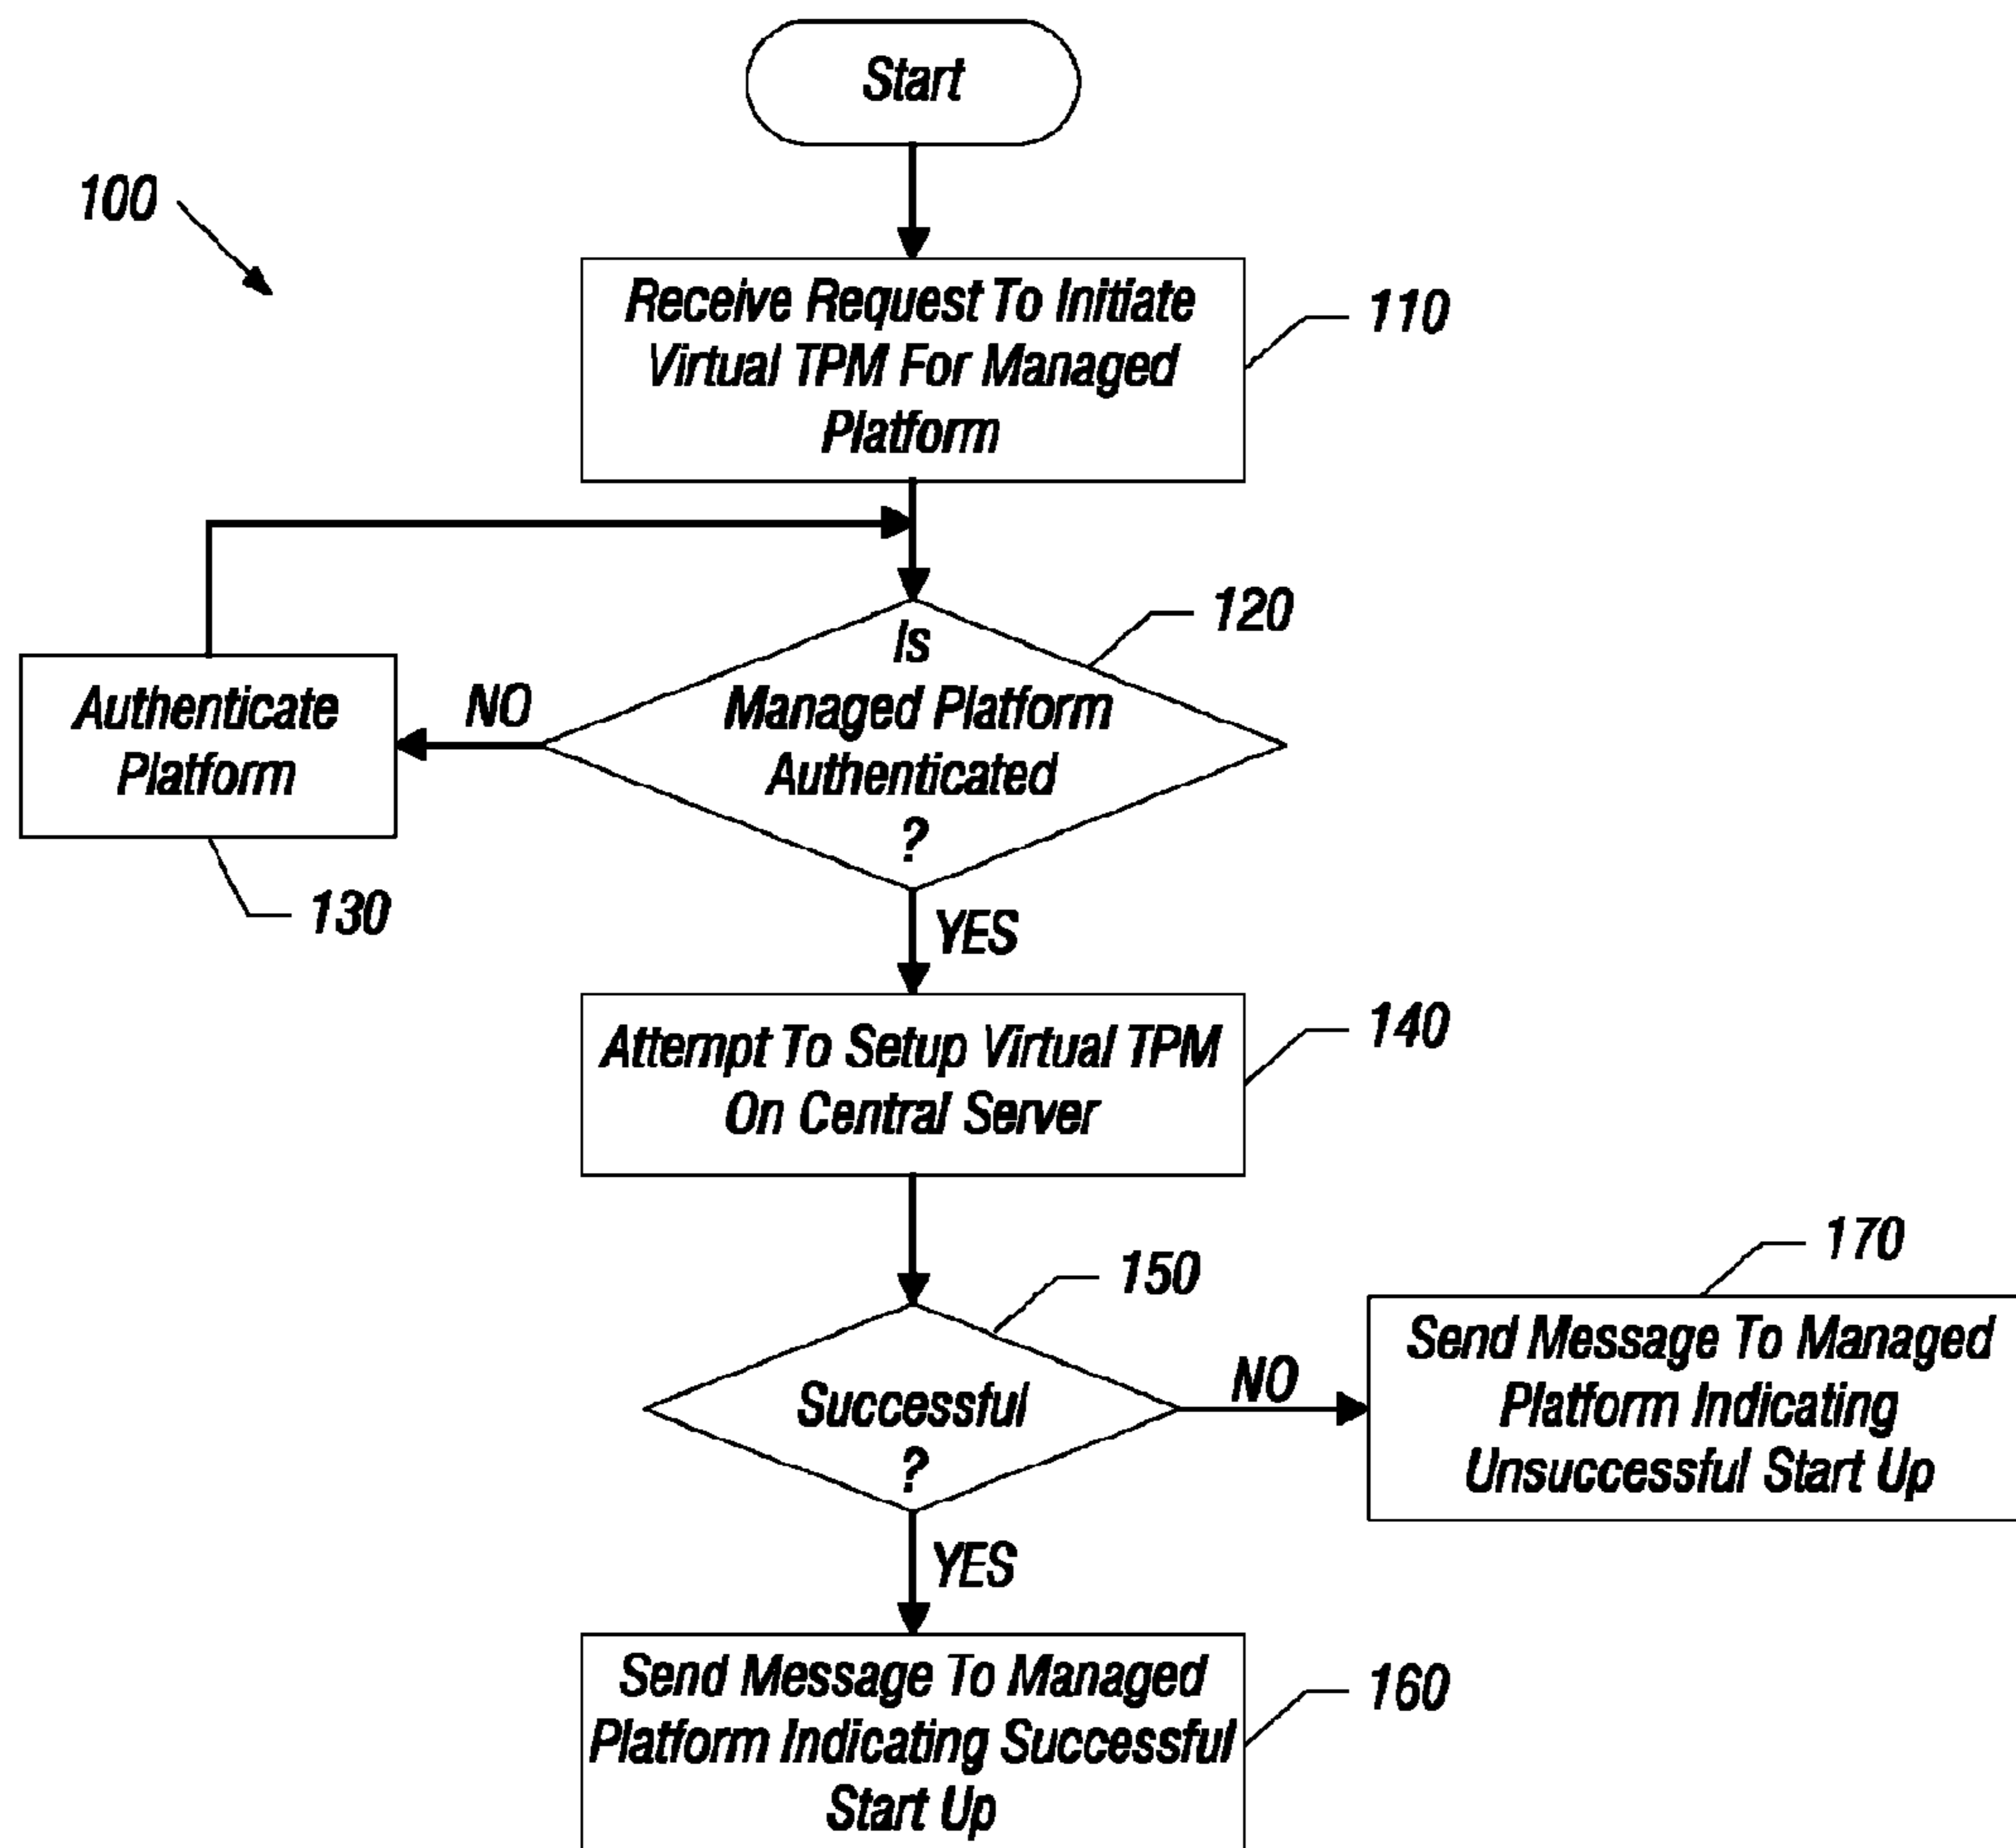 Start
100
Receive Request To Initiate
Virtual TPM For Managed
Platform
110
Is
Managed Platform
Authenticated
?
120
NO
Authenticate
Platform
130
YES
Attempt To Setup Virtual TPM
On Central Server
140
Successful
?
150
NO
Send Message To Managed
Platform Indicating
Unsuccessful Start Up
170
YES
Send Message To Managed
Platform Indicating Successful
Start Up
160